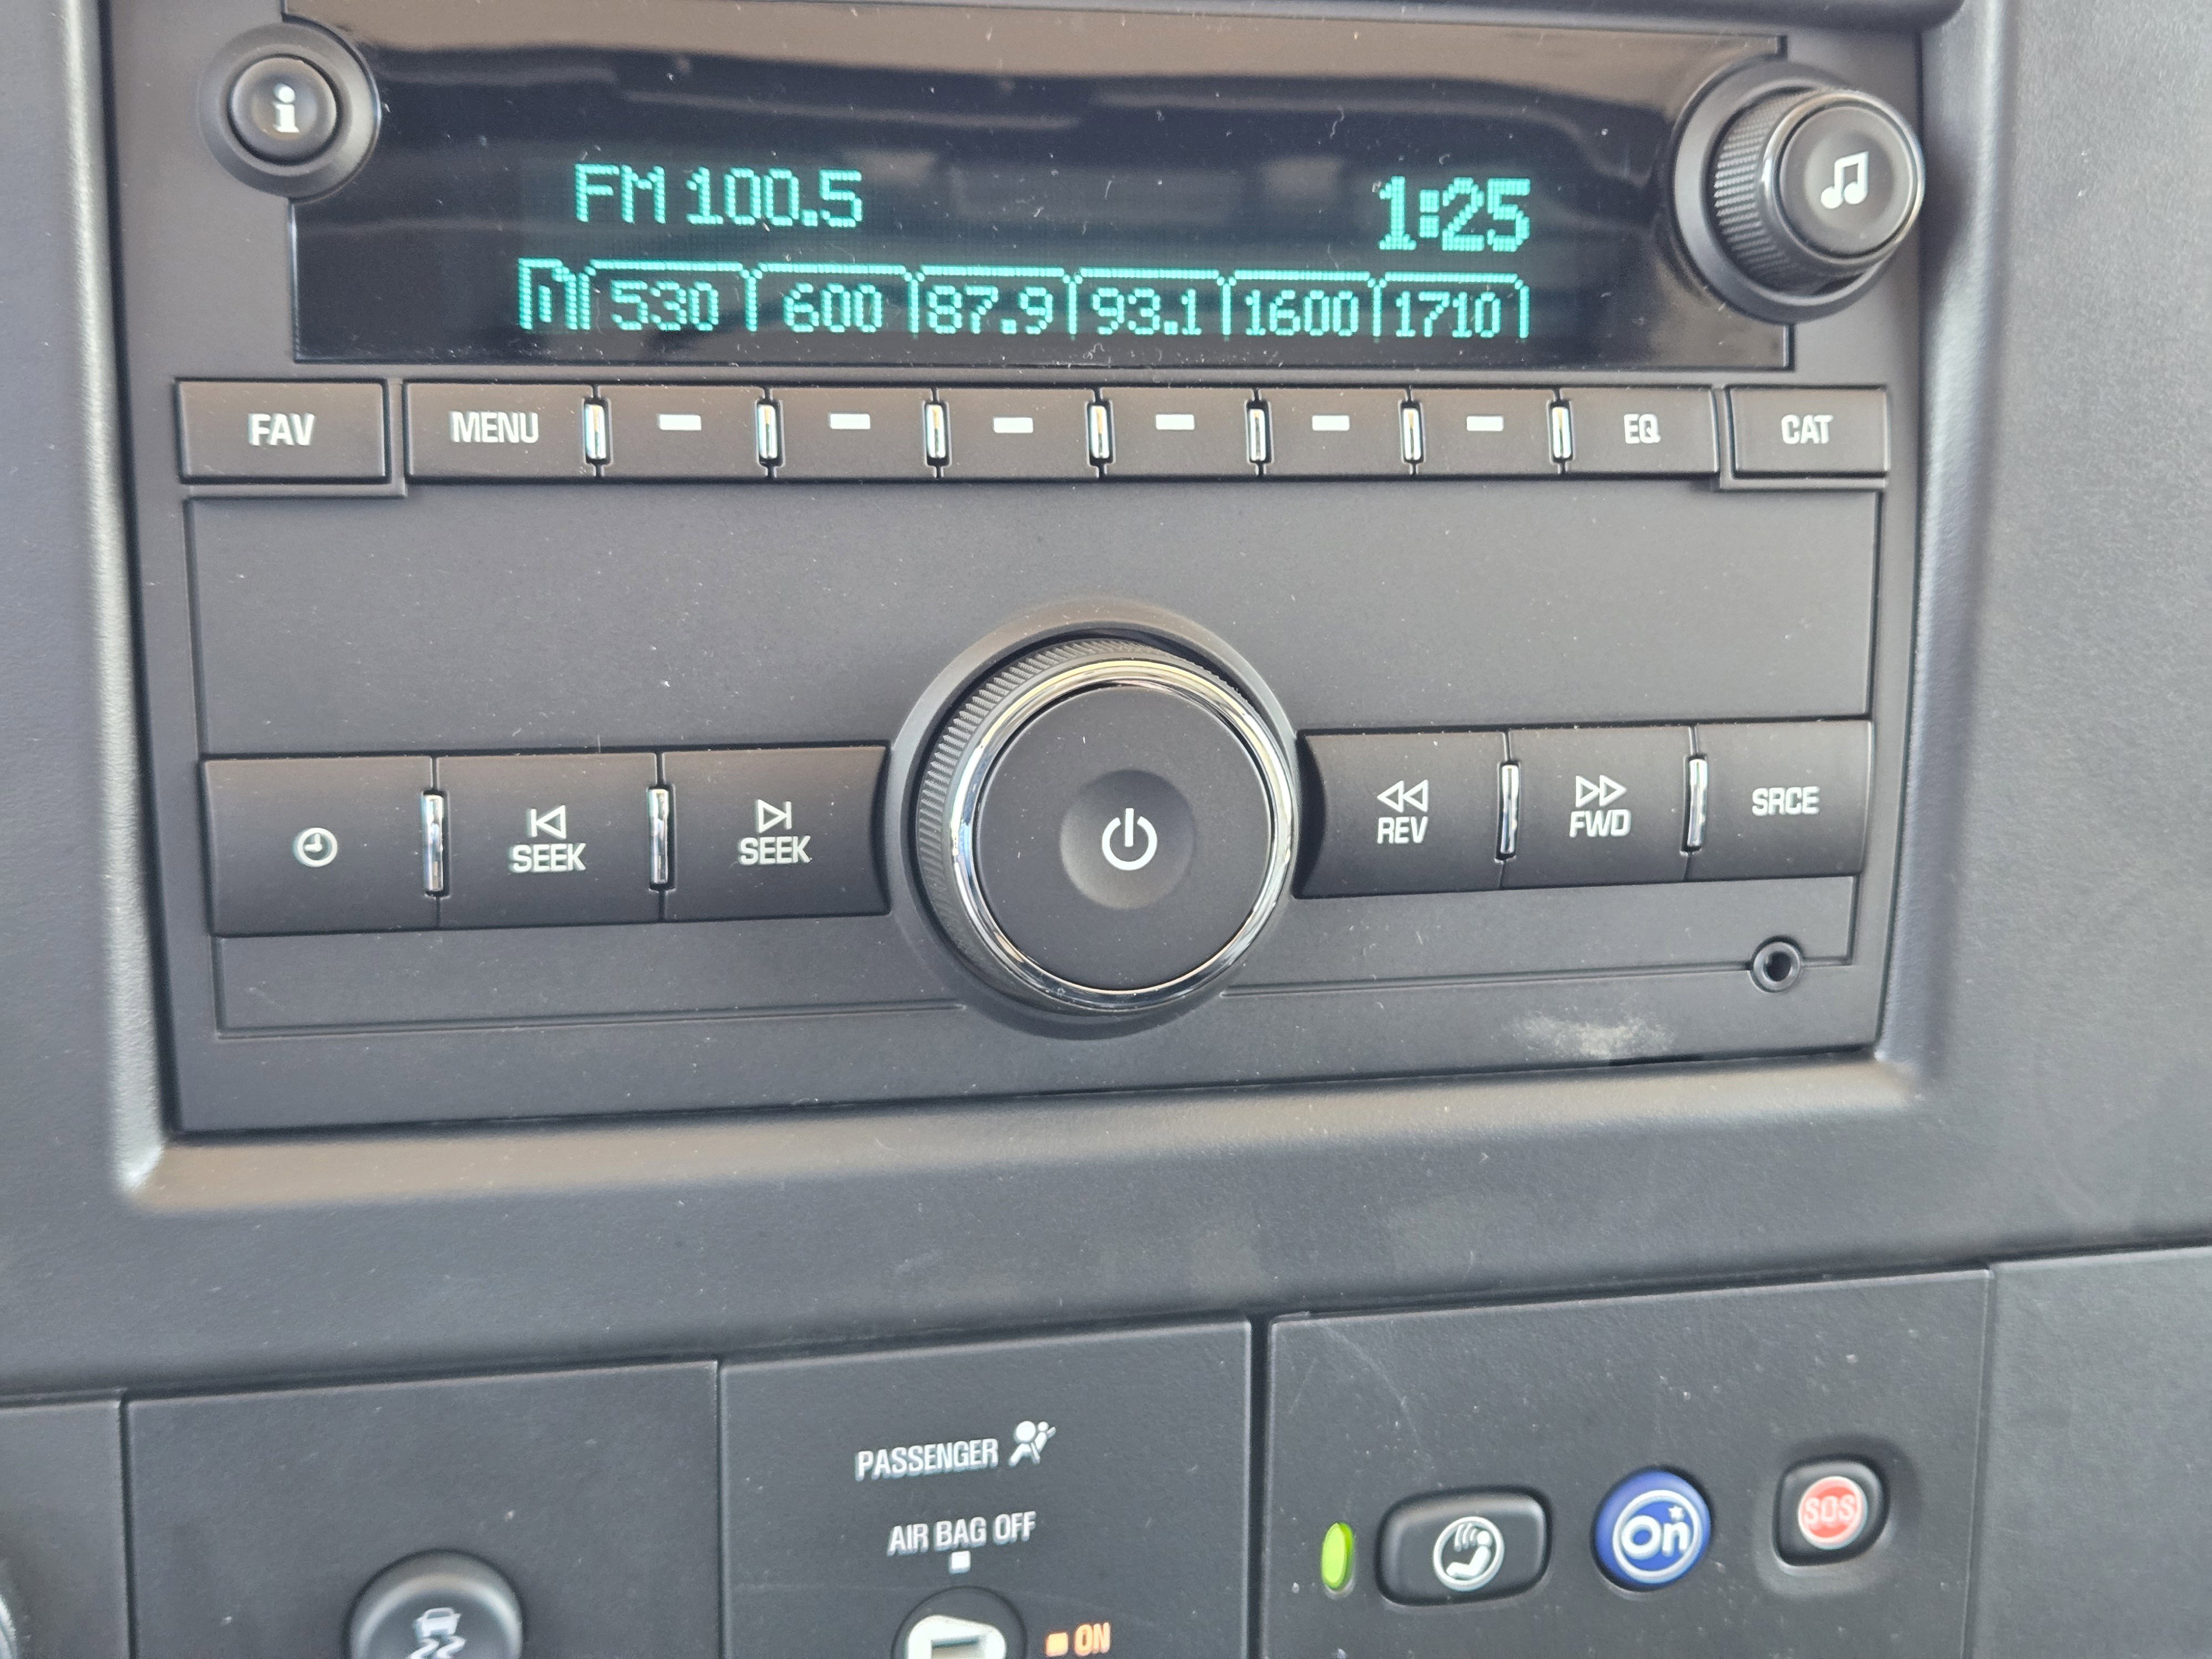 i
FM 100.5 1:25
530 600 87.9 93.1 1600 1710
FAV MENU EQ CAT
SEEK SEEK REV FWD SRCE
PASSENGER
AIR BAG OFF
ON
On SOS